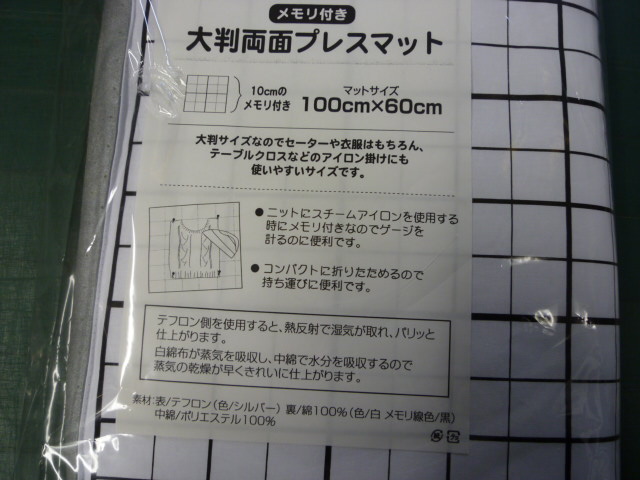 メモリ付き
大判両面プレスマット
10cmの
メモリ付き
マットサイズ
100cm×60cm
大判サイズなのでセーターや衣服はもちろん、
テーブルクロスなどのアイロン掛けにも
使いやすいサイズです。
●ニットにスチームアイロンを使用する
時にメモリ付きなのでゲージを
計るのに便利です。
●コンパクトに折りたためるので
持ち運びに便利です。
テフロン側を使用すると、熱反射で湿気が取れ、パリッと
仕上がります。
白綿布が蒸気を吸収し、中綿で水分を吸収するので
蒸気の乾燥が早くきれいに仕上がります。
素材:表/テフロン(色/シルバー) 裏/綿100%(色/白 メモリ線色/黒)
中綿/ポリエステル100%